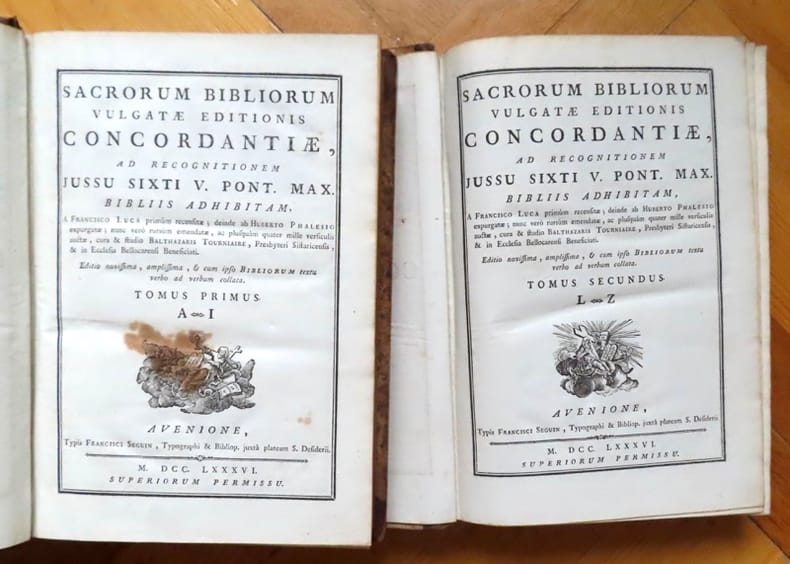 SACRORUM BIBLIORUM
VULGATÆ EDITIONIS
CONCORDANTIÆ,
AD RECOGNITIONEM
JUSSU SIXTI V. PONT. MAX.
BIBLIIS ADHIBITAM,
A FRANCISCO LUCA primùm recensitæ; deinde ab HUBERTO PHALESIO
expurgatæ; nunc verò rursùm emendatæ, ac plusquàm quater mille versiculis
auctæ, cura & studio BALTHAZARIS TOURNIAIRE, Presbyteri Sistaricensis,
& in Ecclesia Bellocarensi Beneficiati.
Editio novissima, amplissima, & cum ipso BIBLIORUM textu
verbo ad verbum collata.
TOMUS PRIMUS.
A I
AVENIONE,
Typis FRANCISCI SEGUIN, Typographi & Bibliop. juxtà plateam S. Desiderii.
M. DCC. LXXXVI.
SUPERIORUM PERMISSU.
SACRORUM BIBLIORUM
VULGATÆ EDITIONIS
CONCORDANTIÆ,
AD RECOGNITIONEM
JUSSU SIXTI V. PONT. MAX.
BIBLIIS ADHIBITAM,
A FRANCISCO LUCA primùm recensitæ; deinde ab HUBERTO PHALESIO
expurgatæ; nunc verò rursùm emendatæ, ac plusquàm quater mille versiculis
auctæ, cura & studio BALTHAZARIS TOURNIAIRE, Presbyteri Sistaricensis,
& in Ecclesia Bellocarensi Beneficiati.
Editio novissima, amplissima, & cum ipso BIBLIORUM textu
verbo ad verbum collata.
TOMUS SECUNDUS.
L Z
AVENIONE,
Typis FRANCISCI SEGUIN, Typographi & Bibliop. juxtà plateam S. Desiderii.
M. DCC. LXXXVI.
SUPERIORUM PERMISSU.